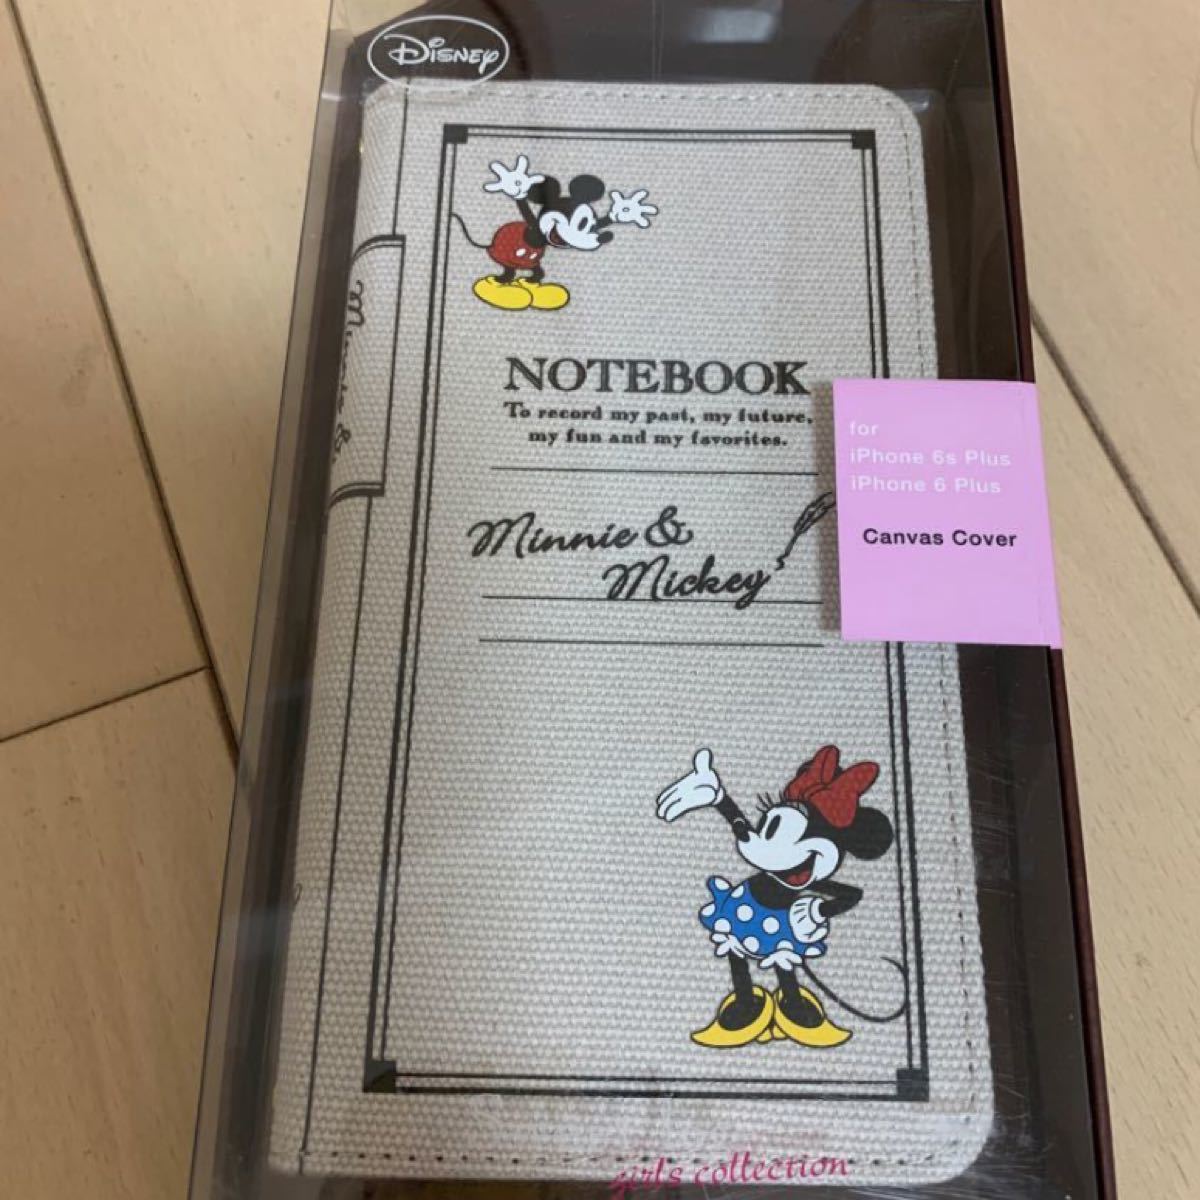 Disney
NOTEBOOK
To record my past, my future,
my fun and my favorites.
Minnie &
Mickey
Minnie &
for
iPhone 6s Plus
iPhone 6 Plus
Canvas Cover
girls collection